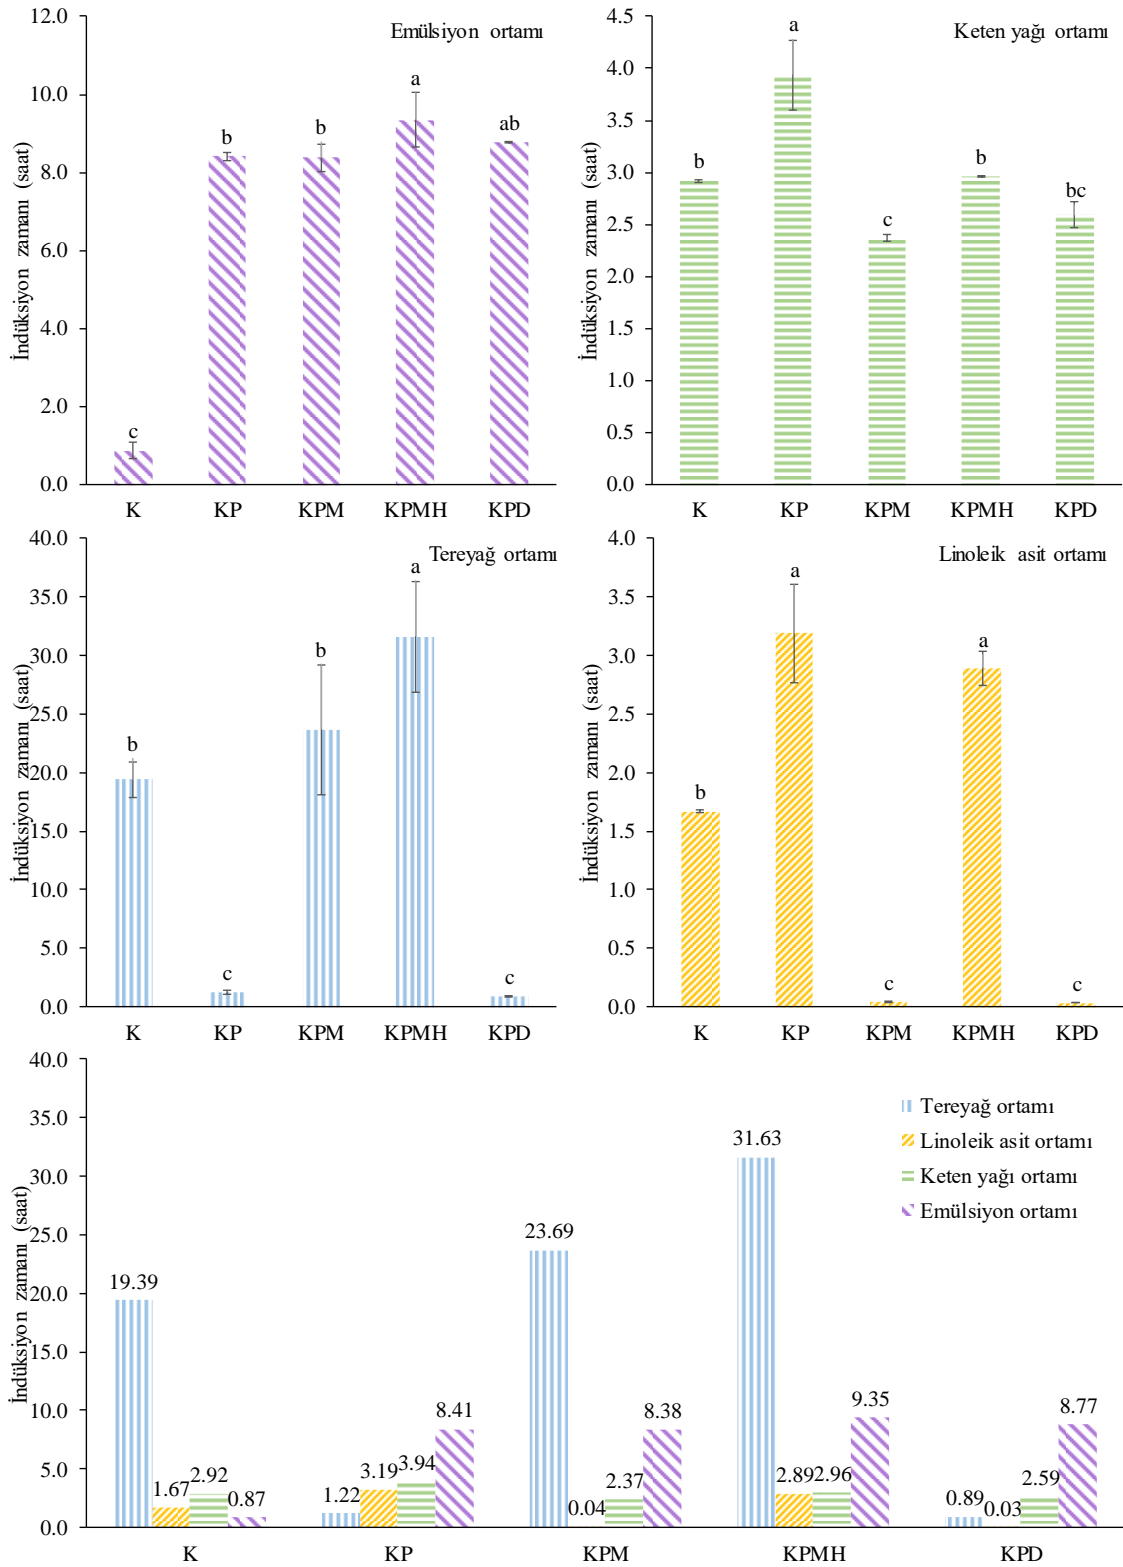 Emülsiyon ortamı
İndüksiyon zamanı (saat)
12.0
10.0
8.0
6.0
4.0
2.0
0.0
c
b
b
a
ab
K KP KPM KPMH KPD
Keten yağı ortamı
İndüksiyon zamanı (saat)
4.5
4.0
3.5
3.0
2.5
2.0
1.5
1.0
0.5
0.0
b
a
c
b
bc
K KP KPM KPMH KPD
Tereyağ ortamı
İndüksiyon zamanı (saat)
40.0
35.0
30.0
25.0
20.0
15.0
10.0
5.0
0.0
b
c
b
a
c
K KP KPM KPMH KPD
Linoleik asit ortamı
İndüksiyon zamanı (saat)
4.0
3.5
3.0
2.5
2.0
1.5
1.0
0.5
0.0
b
a
c
a
c
K KP KPM KPMH KPD
İndüksiyon zamanı (saat)
40.0
35.0
30.0
25.0
20.0
15.0
10.0
5.0
0.0
Tereyağ ortamı
Linoleik asit ortamı
Keten yağı ortamı
Emülsiyon ortamı
19.39
1.67
2.92
0.87
1.22
3.19
3.94
8.41
23.69
0.04
2.37
8.38
31.63
2.89
2.96
9.35
0.89
0.03
2.59
8.77
K KP KPM KPMH KPD